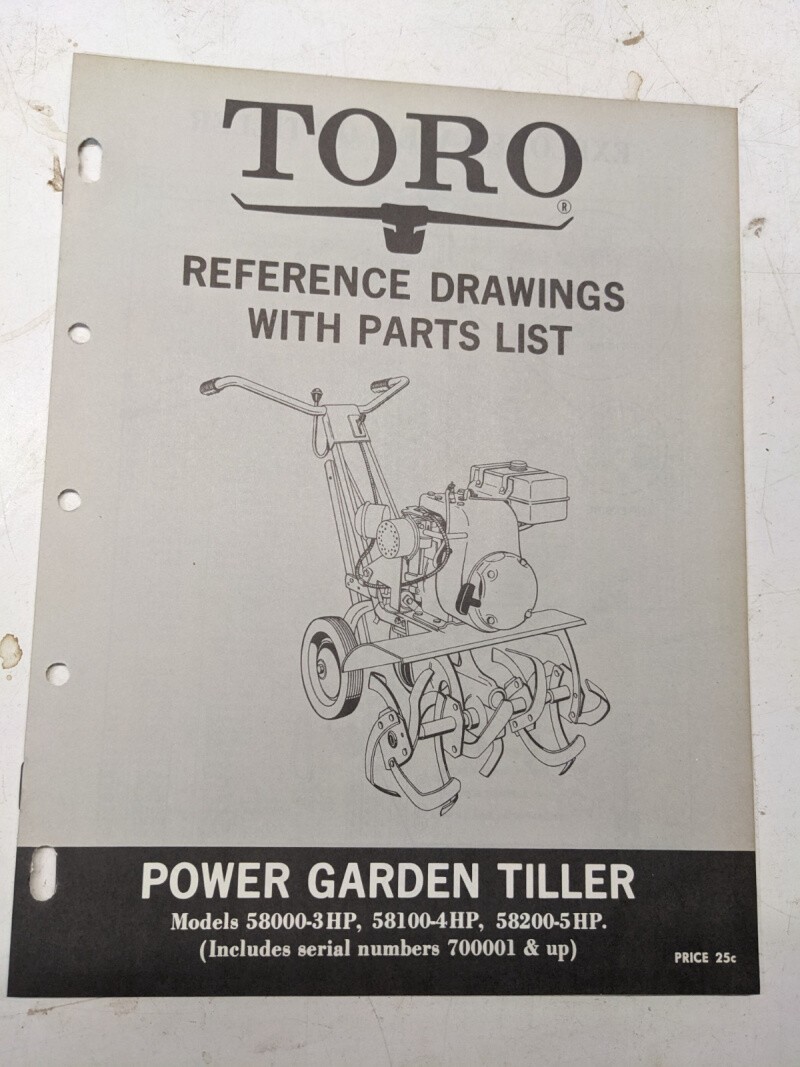 TORO
®
REFERENCE DRAWINGS
WITH PARTS LIST
POWER GARDEN TILLER
Models 58000-3HP, 58100-4HP, 58200-5HP.
(Includes serial numbers 700001 & up)
PRICE 25c